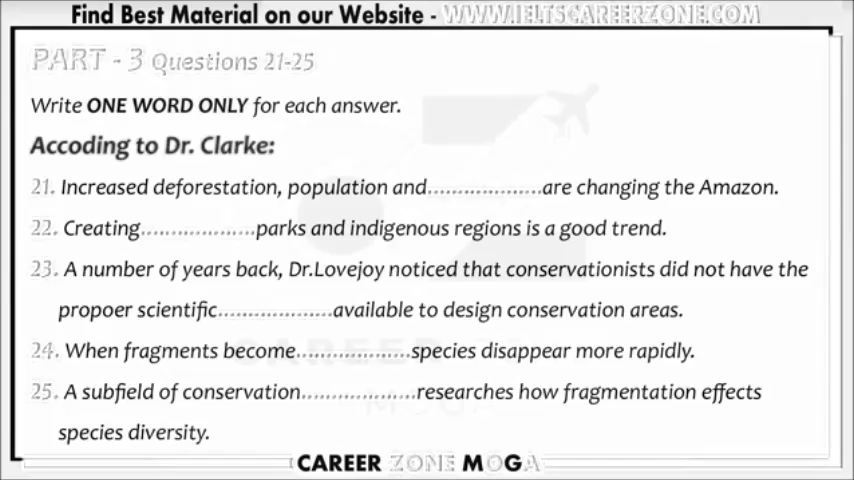 Find Best Material on our Website - WWW.IELTSCAREERZONE.COM
PART - 3 Questions 21-25
Write ONE WORD ONLY for each answer.
Accoding to Dr. Clarke:
21. Increased deforestation, population and...................are changing the Amazon.
22. Creating...................parks and indigenous regions is a good trend.
23. A number of years back, Dr.Lovejoy noticed that conservationists did not have the
propoer scientific...................available to design conservation areas.
24. When fragments become...................species disappear more rapidly.
25. A subfield of conservation...................researches how fragmentation effects
species diversity.
CAREER
MOGA
CAREER ZONE MOGA